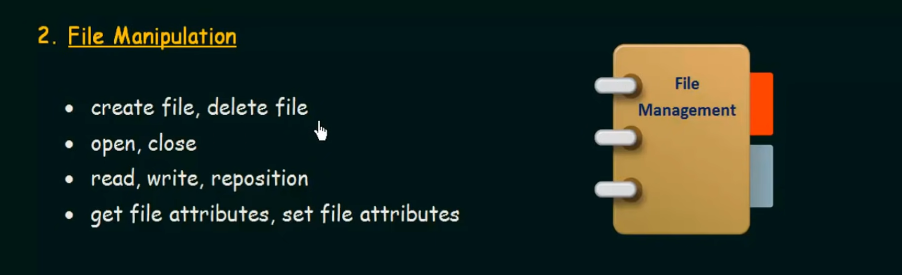 2. File Manipulation
• create file, delete file
• open, close
• read, write, reposition
• get file attributes, set file attributes
File
Management